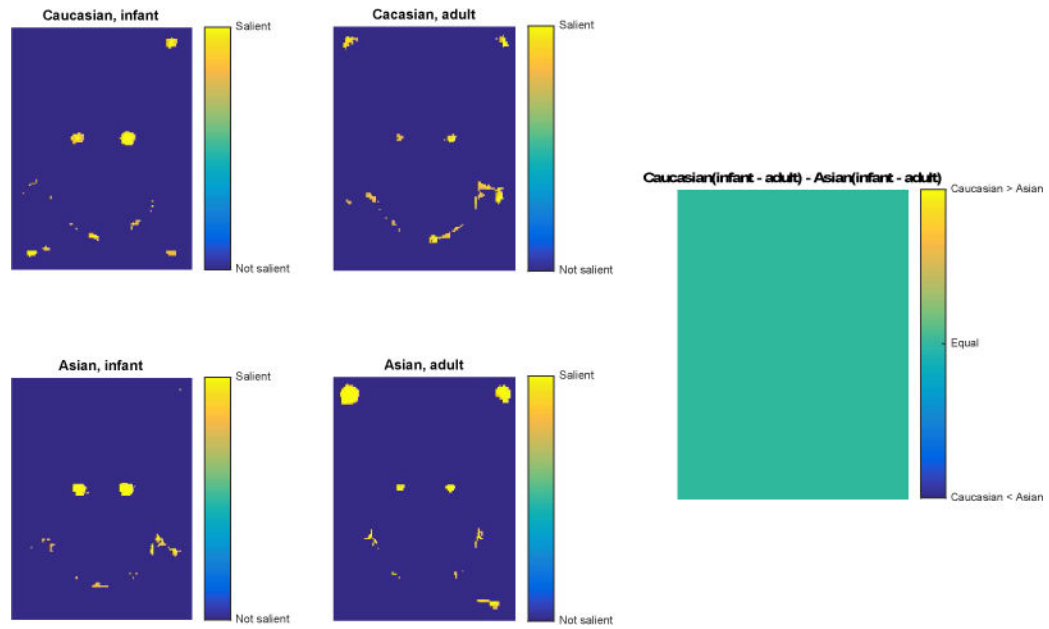 Caucasian, infant
Salient
Not salient
Cacasian, adult
Salient
Not salient
Caucasian(infant - adult) - Asian(infant - adult)
Caucasian > Asian
Equal
Caucasian < Asian
Asian, infant
Salient
Not salient
Asian, adult
Salient
Not salient